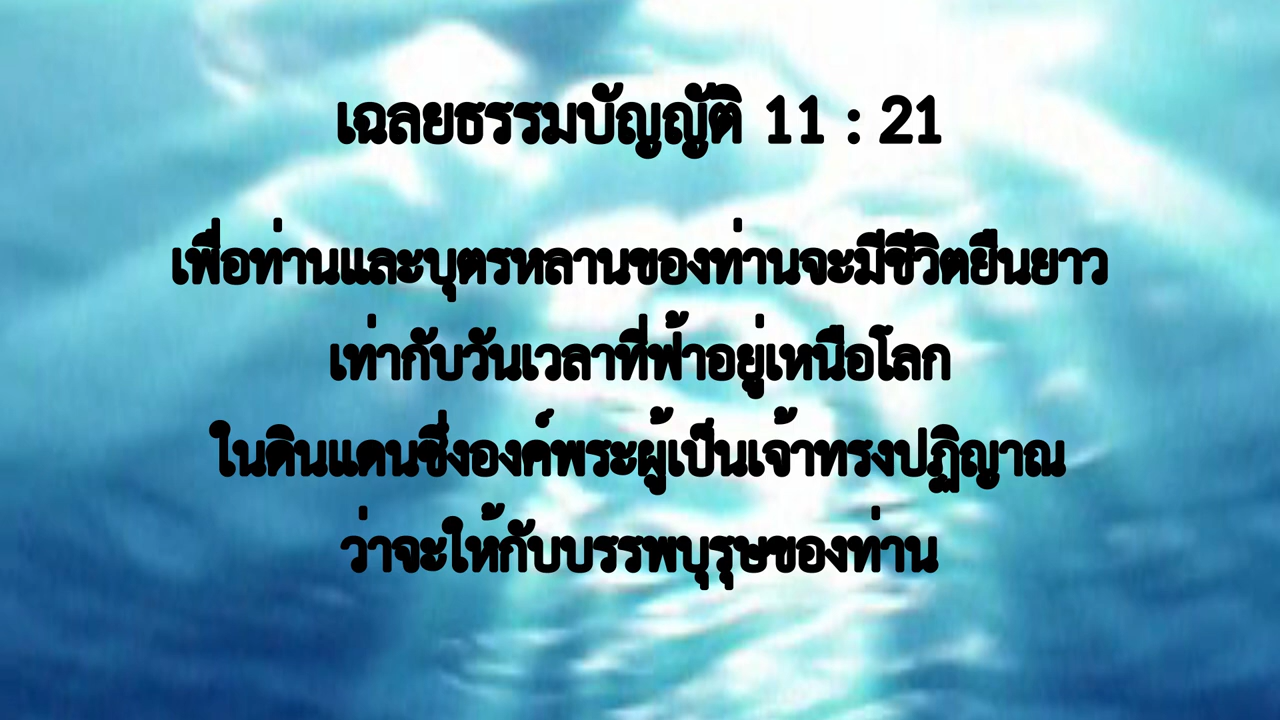 เฉลยธรรมบัญญัติ 11 : 21
เพื่อท่านและบุตรหลานของท่านจะมีชีวิตยืนยาว
เท่ากับวันเวลาที่ฟ้าอยู่เหนือโลก
ในดินแดนซึ่งองค์พระผู้เป็นเจ้าทรงปฏิญาณ
ว่าจะให้กับบรรพบุรุษของท่าน